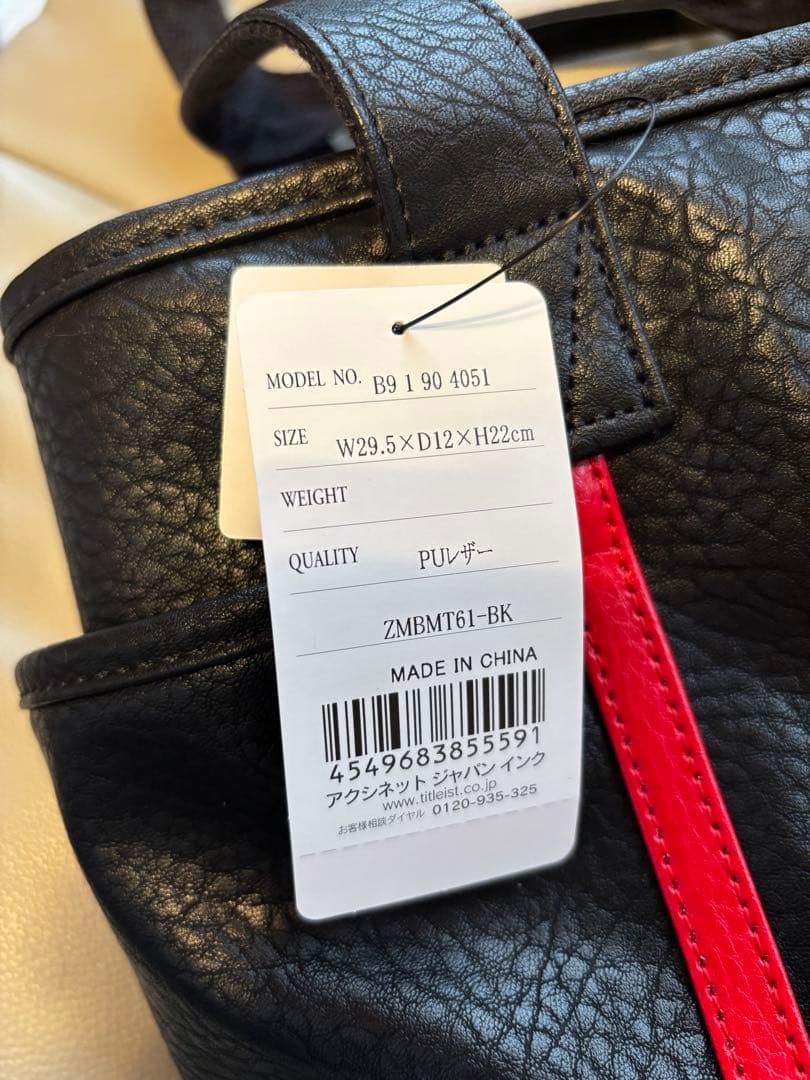 MODEL NO. B9 1 90 4051
SIZE W29.5×D12×H22cm
WEIGHT
QUALITY PUレザー
ZMBMT61-BK
MADE IN CHINA
4549683855591
アクシネット ジャパン インク
www.titleist.co.jp
お客様相談ダイヤル 0120-935-325